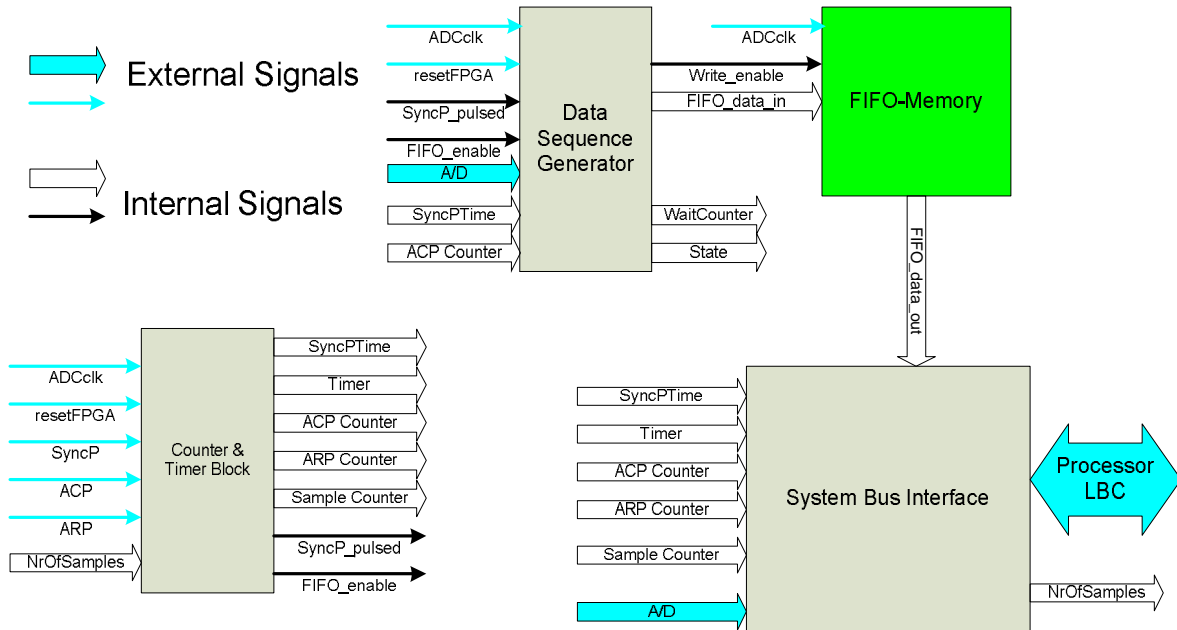 External Signals
Internal Signals
ADCclk
resetFPGA
SyncP_pulsed
FIFO_enable
A/D
SyncPTime
ACP Counter
Data
Sequence
Generator
Write_enable
FIFO_data_in
WaitCounter
State
ADCclk
FIFO-Memory
FIFO_data_out
ADCclk
resetFPGA
SyncP
ACP
ARP
NrOfSamples
Counter &
Timer Block
SyncPTime
Timer
ACP Counter
ARP Counter
Sample Counter
SyncP_pulsed
FIFO_enable
SyncPTime
Timer
ACP Counter
ARP Counter
Sample Counter
A/D
System Bus Interface
Processor
LBC
NrOfSamples